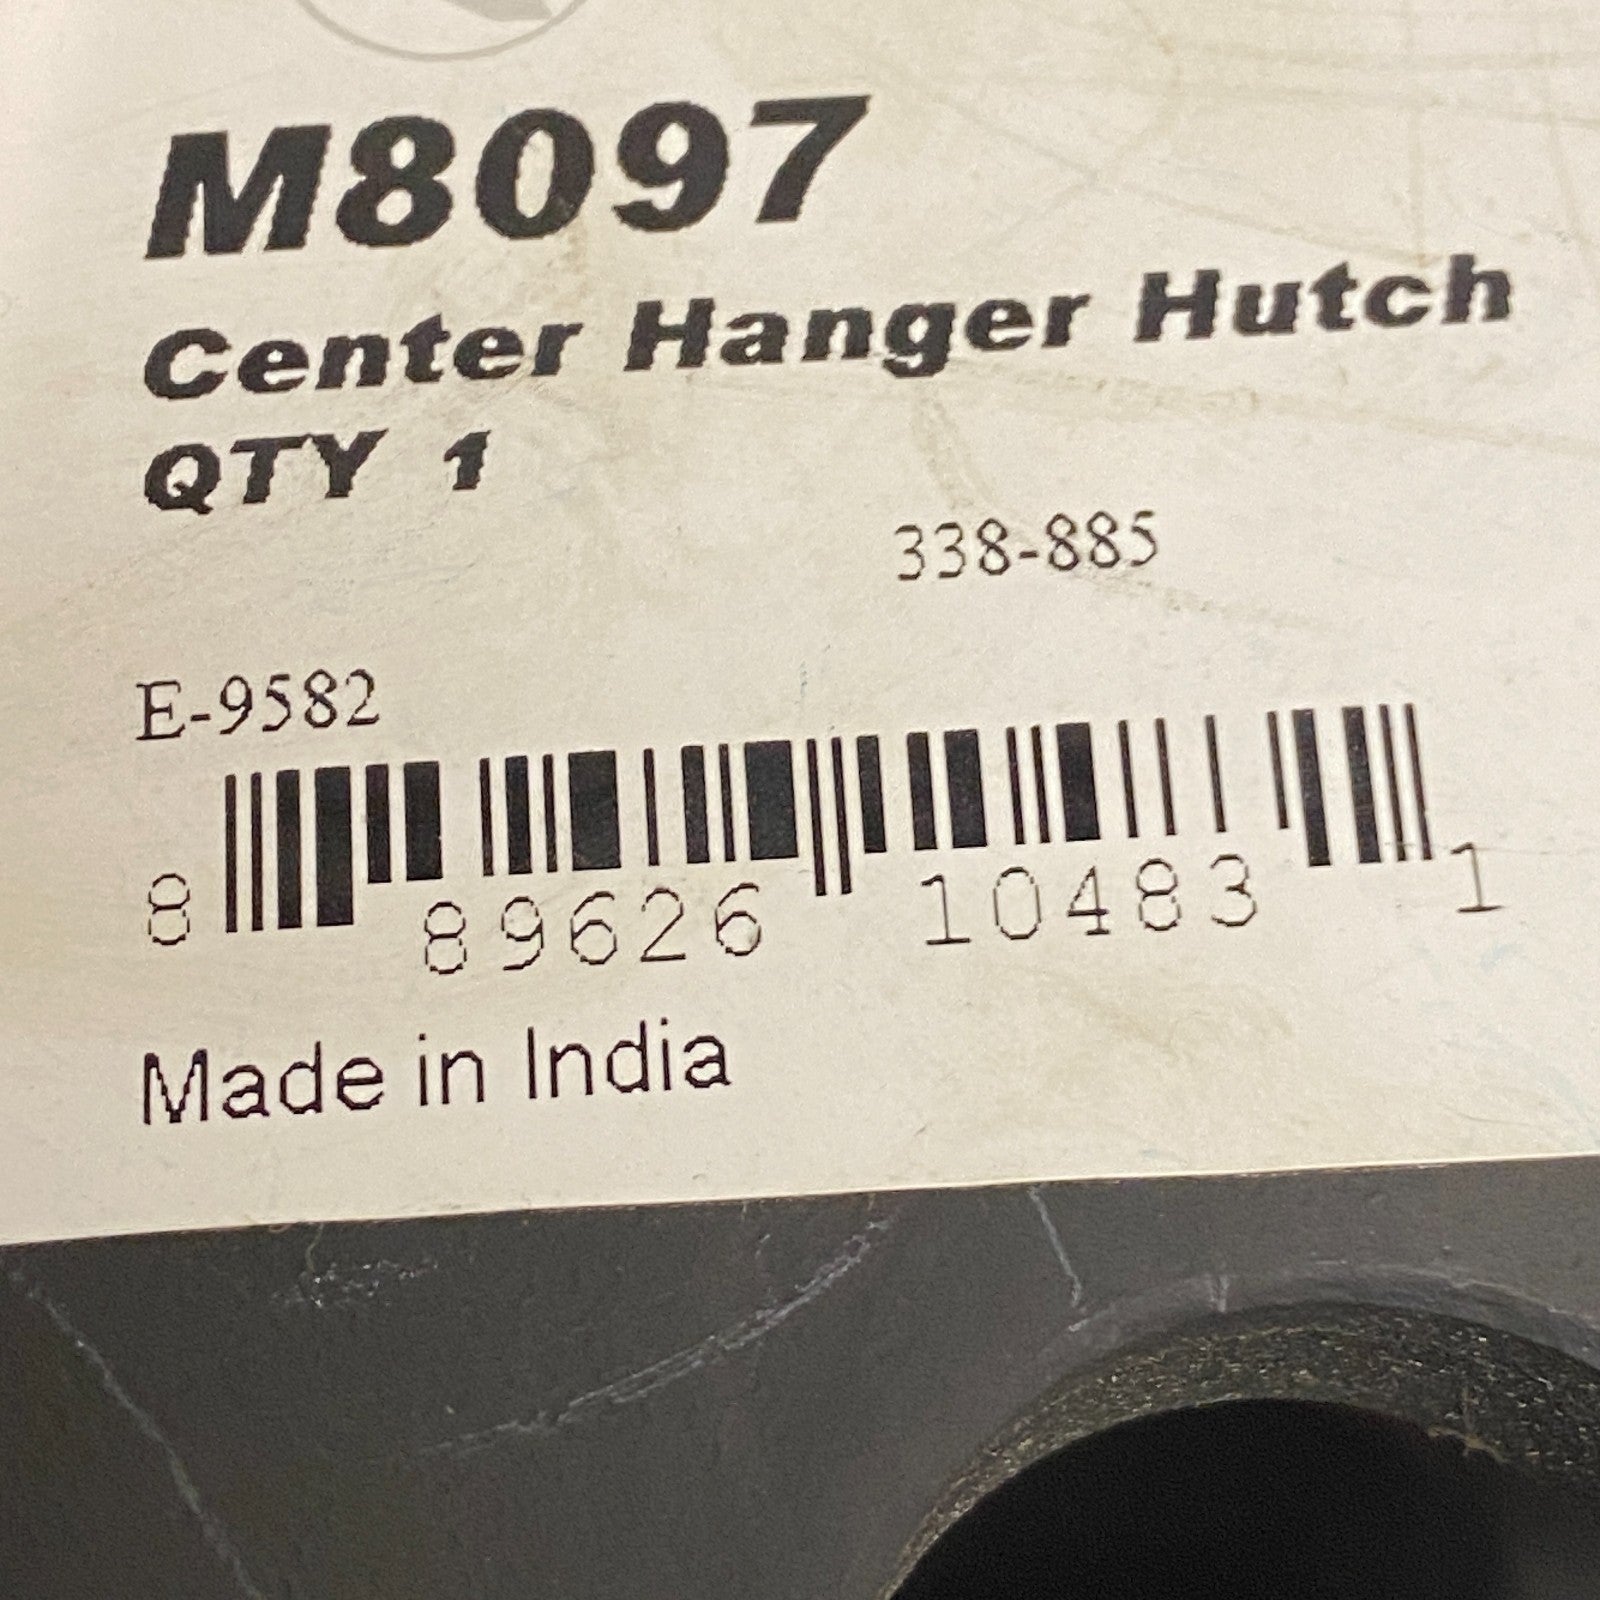 M8097
Center Hanger Hutch
QTY 1
338-885
E-9582
8 89626 10483 1
Made in India